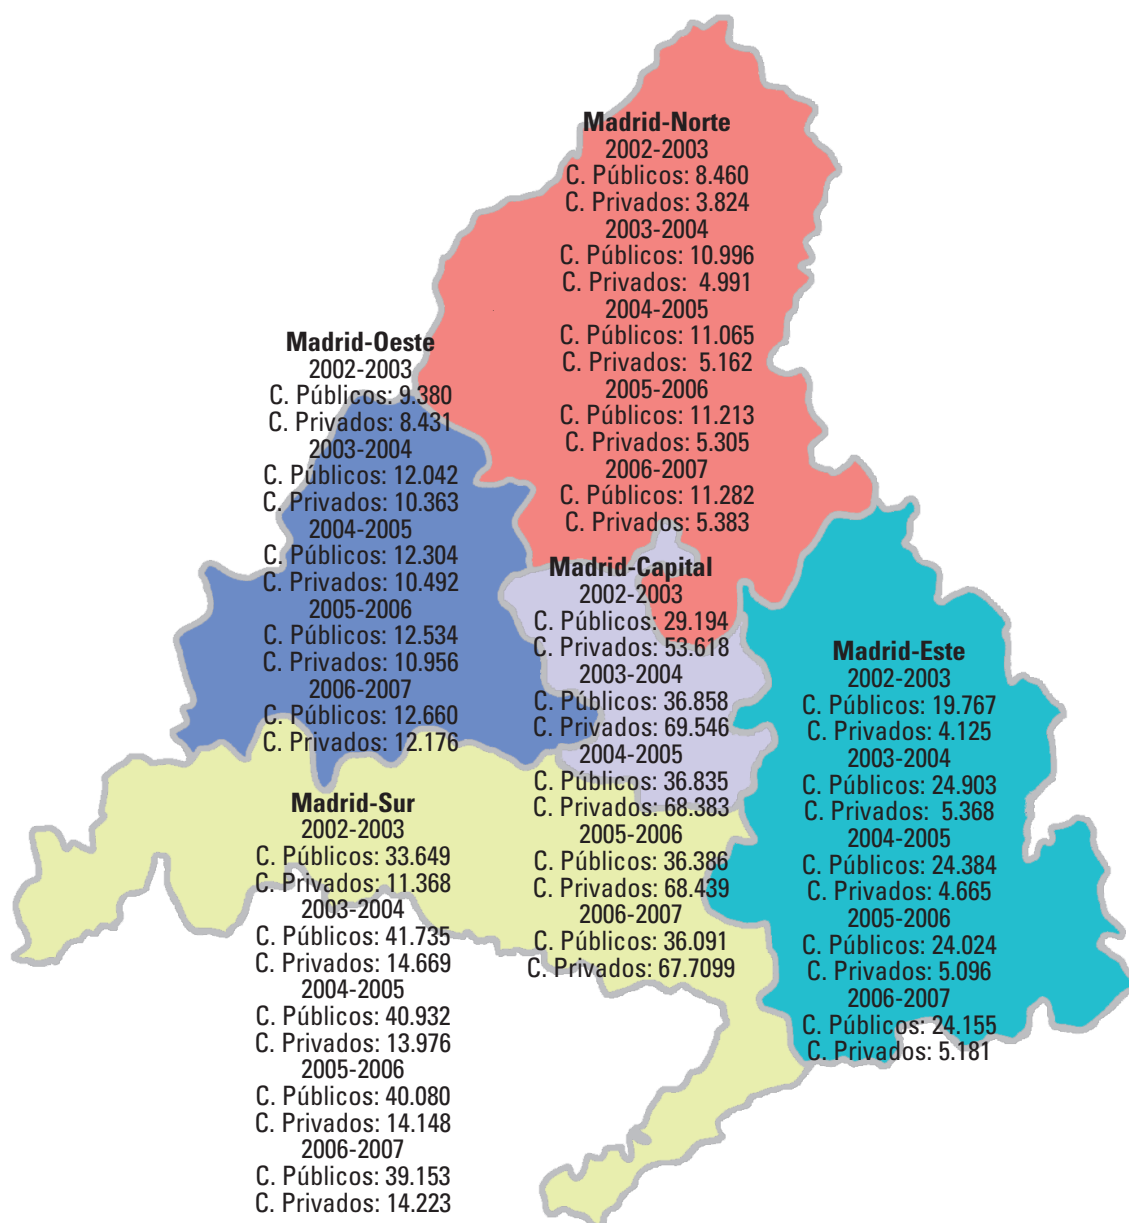 Madrid-Norte
2002-2003
C. Públicos: 8.460
C. Privados: 3.824
2003-2004
C. Públicos: 10.996
C. Privados: 4.991
2004-2005
C. Públicos: 11.065
C. Privados: 5.162
2005-2006
C. Públicos: 11.213
C. Privados: 5.305
2006-2007
C. Públicos: 11.282
C. Privados: 5.383
Madrid-Oeste
2002-2003
C. Públicos: 9.380
C. Privados: 8.431
2003-2004
C. Públicos: 12.042
C. Privados: 10.363
2004-2005
C. Públicos: 12.304
C. Privados: 10.492
2005-2006
C. Públicos: 12.534
C. Privados: 10.956
2006-2007
C. Públicos: 12.660
C. Privados: 12.176
Madrid-Capital
2002-2003
C. Públicos: 29.194
C. Privados: 53.618
2003-2004
C. Públicos: 36.858
C. Privados: 69.546
2004-2005
C. Públicos: 36.835
C. Privados: 68.383
2005-2006
C. Públicos: 36.386
C. Privados: 68.439
2006-2007
C. Públicos: 36.091
C. Privados: 67.7099
Madrid-Este
2002-2003
C. Públicos: 19.767
C. Privados: 4.125
2003-2004
C. Públicos: 24.903
C. Privados: 5.368
2004-2005
C. Públicos: 24.384
C. Privados: 4.665
2005-2006
C. Públicos: 24.024
C. Privados: 5.096
2006-2007
C. Públicos: 24.155
C. Privados: 5.181
Madrid-Sur
2002-2003
C. Públicos: 33.649
C. Privados: 11.368
2003-2004
C. Públicos: 41.735
C. Privados: 14.669
2004-2005
C. Públicos: 40.932
C. Privados: 13.976
2005-2006
C. Públicos: 40.080
C. Privados: 14.148
2006-2007
C. Públicos: 39.153
C. Privados: 14.223